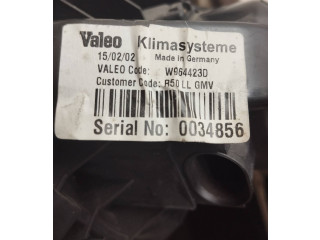 Valeo Klimasysteme
15/02/02 Made in Germany
VALEO Code: W964423D
Customer Code: R50 LL GMV
Serial No: 0034856